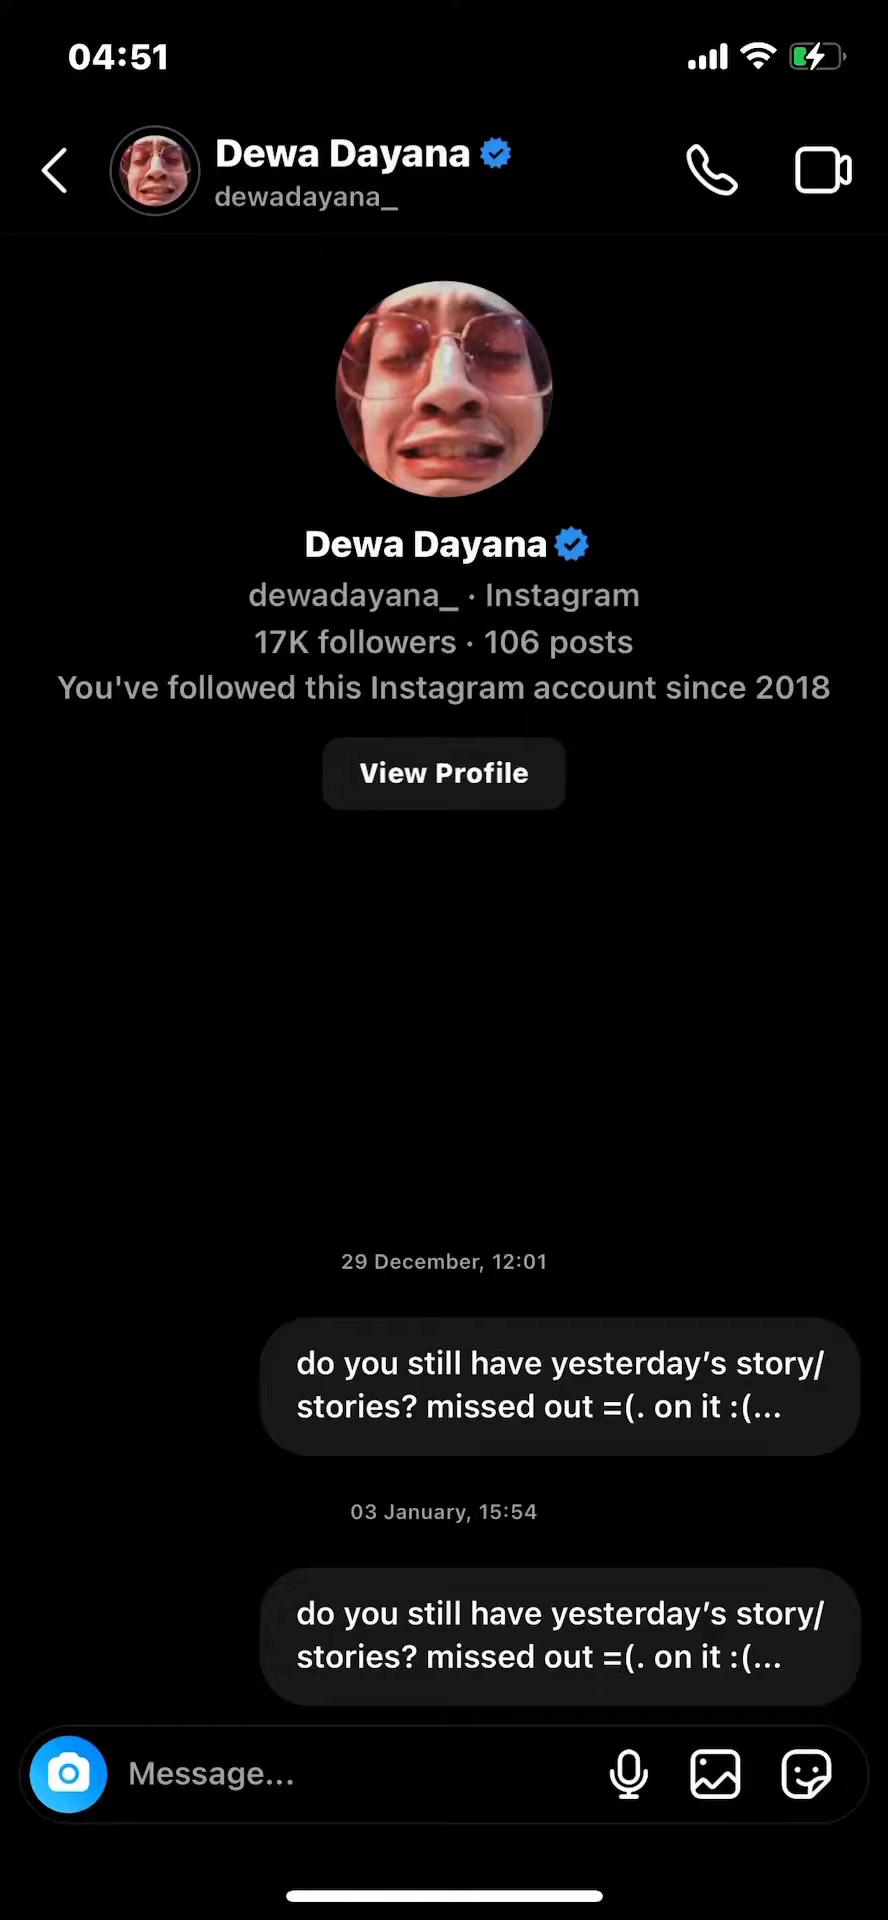 04:51
Dewa Dayana
dewadayana_
Dewa Dayana
dewadayana_ · Instagram
17K followers · 106 posts
You've followed this Instagram account since 2018
View Profile
29 December, 12:01
do you still have yesterday’s story/
stories? missed out =(. on it :(...
03 January, 15:54
do you still have yesterday’s story/
stories? missed out =(. on it :(...
Message...